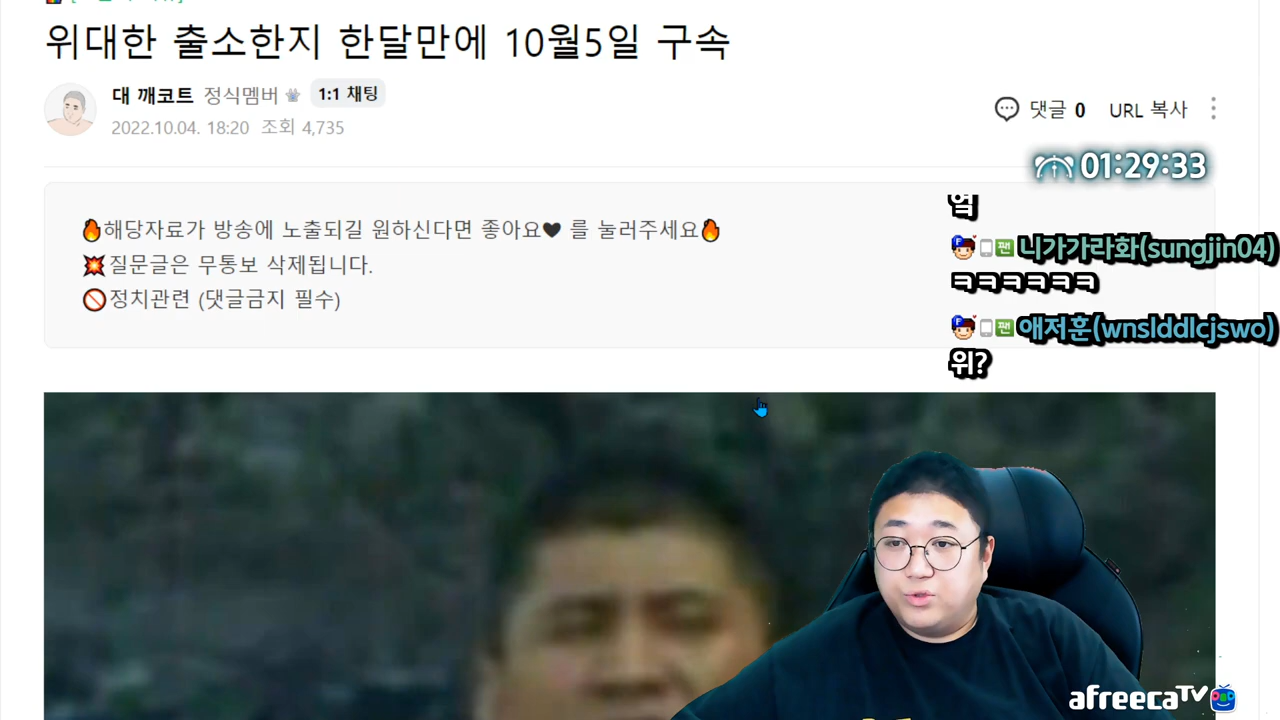 위대한 출소한지 한달만에 10월5일 구속
대 깨코트 정식멤버 1:1 채팅
2022.10.04. 18:20 조회 4,735
댓글 0 URL 복사
01:29:33
🔥해당자료가 방송에 노출되길 원하신다면 좋아요♥ 를 눌러주세요🔥
💥질문글은 무통보 삭제됩니다.
🚫정치관련 (댓글금지 필수)
F 팬 니가가라화(sungjin04)
ㅋㅋㅋㅋㅋㅋ
F 팬 애저훈(wnslddlcjswo)
위?
afreecaTV